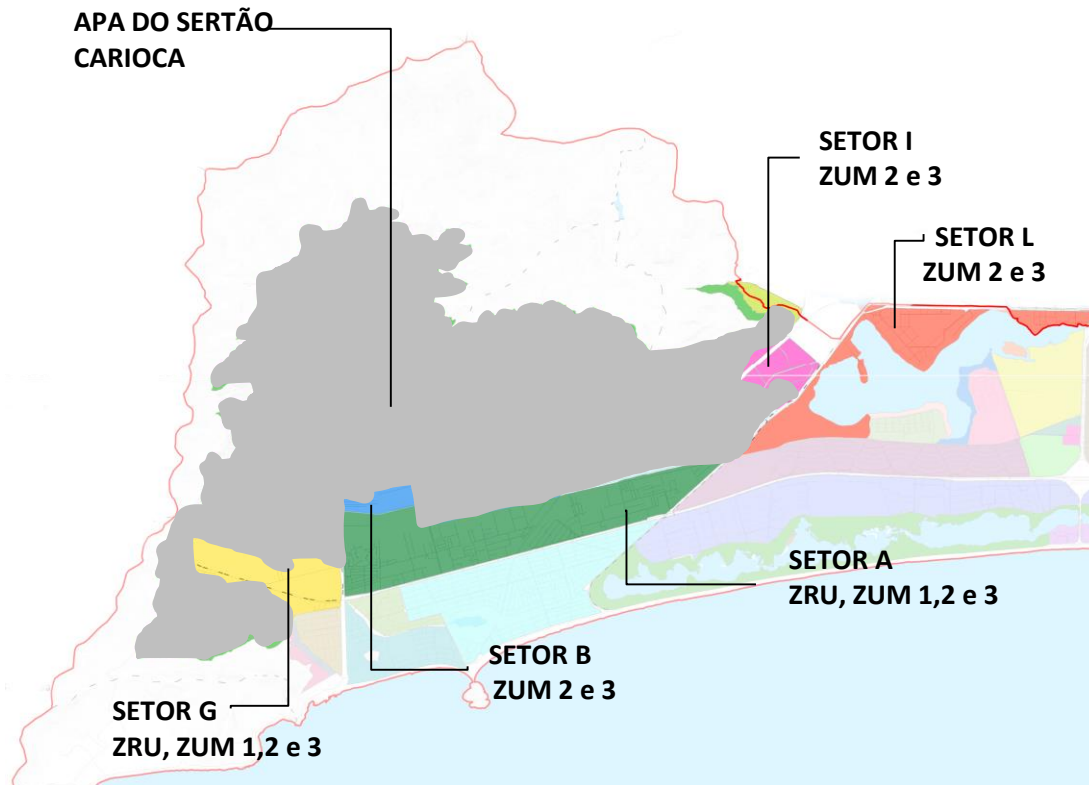 APA DO SERTÃO
CARIOCA
SETOR I
ZUM 2 e 3
SETOR L
ZUM 2 e 3
SETOR A
ZRU, ZUM 1,2 e 3
SETOR B
ZUM 2 e 3
SETOR G
ZRU, ZUM 1,2 e 3